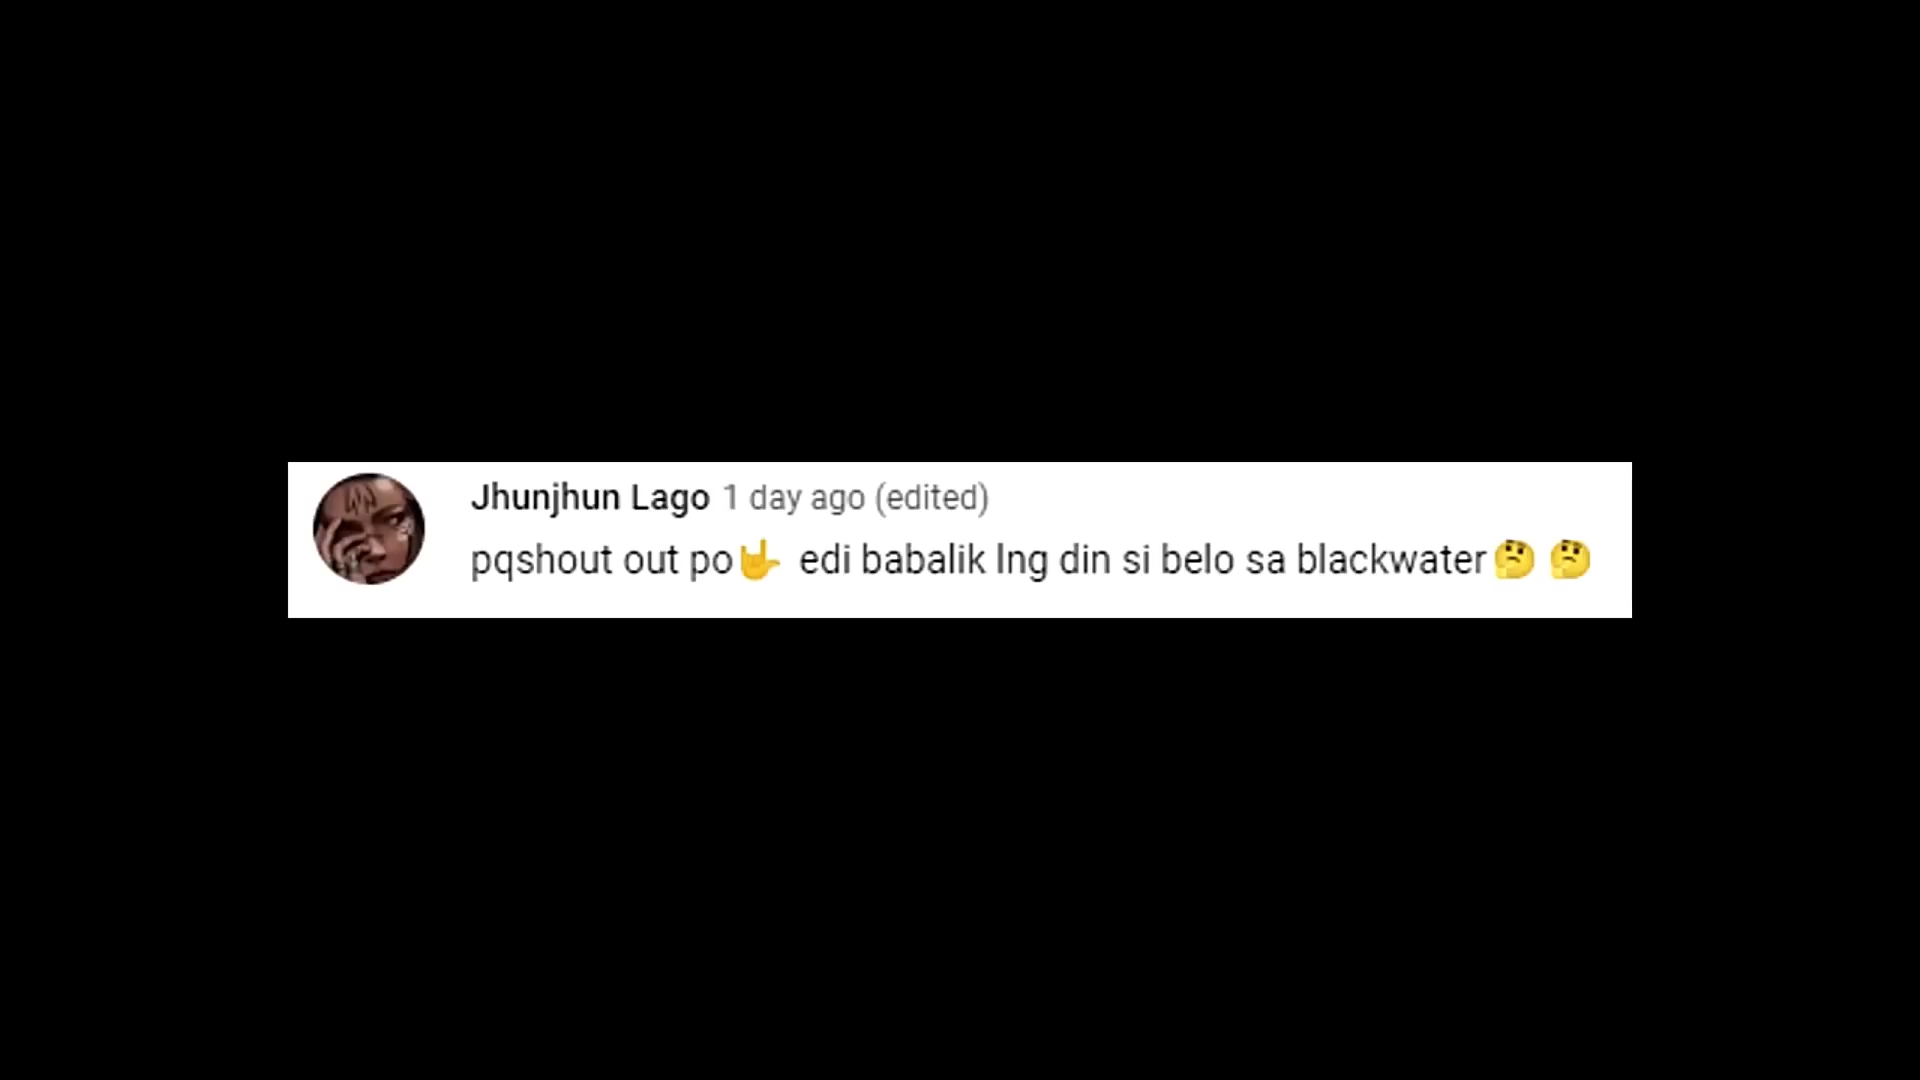 Jhunjhun Lago 1 day ago (edited)
pqshout out po🤟 edi babalik lng din si belo sa blackwater🤔 🤔